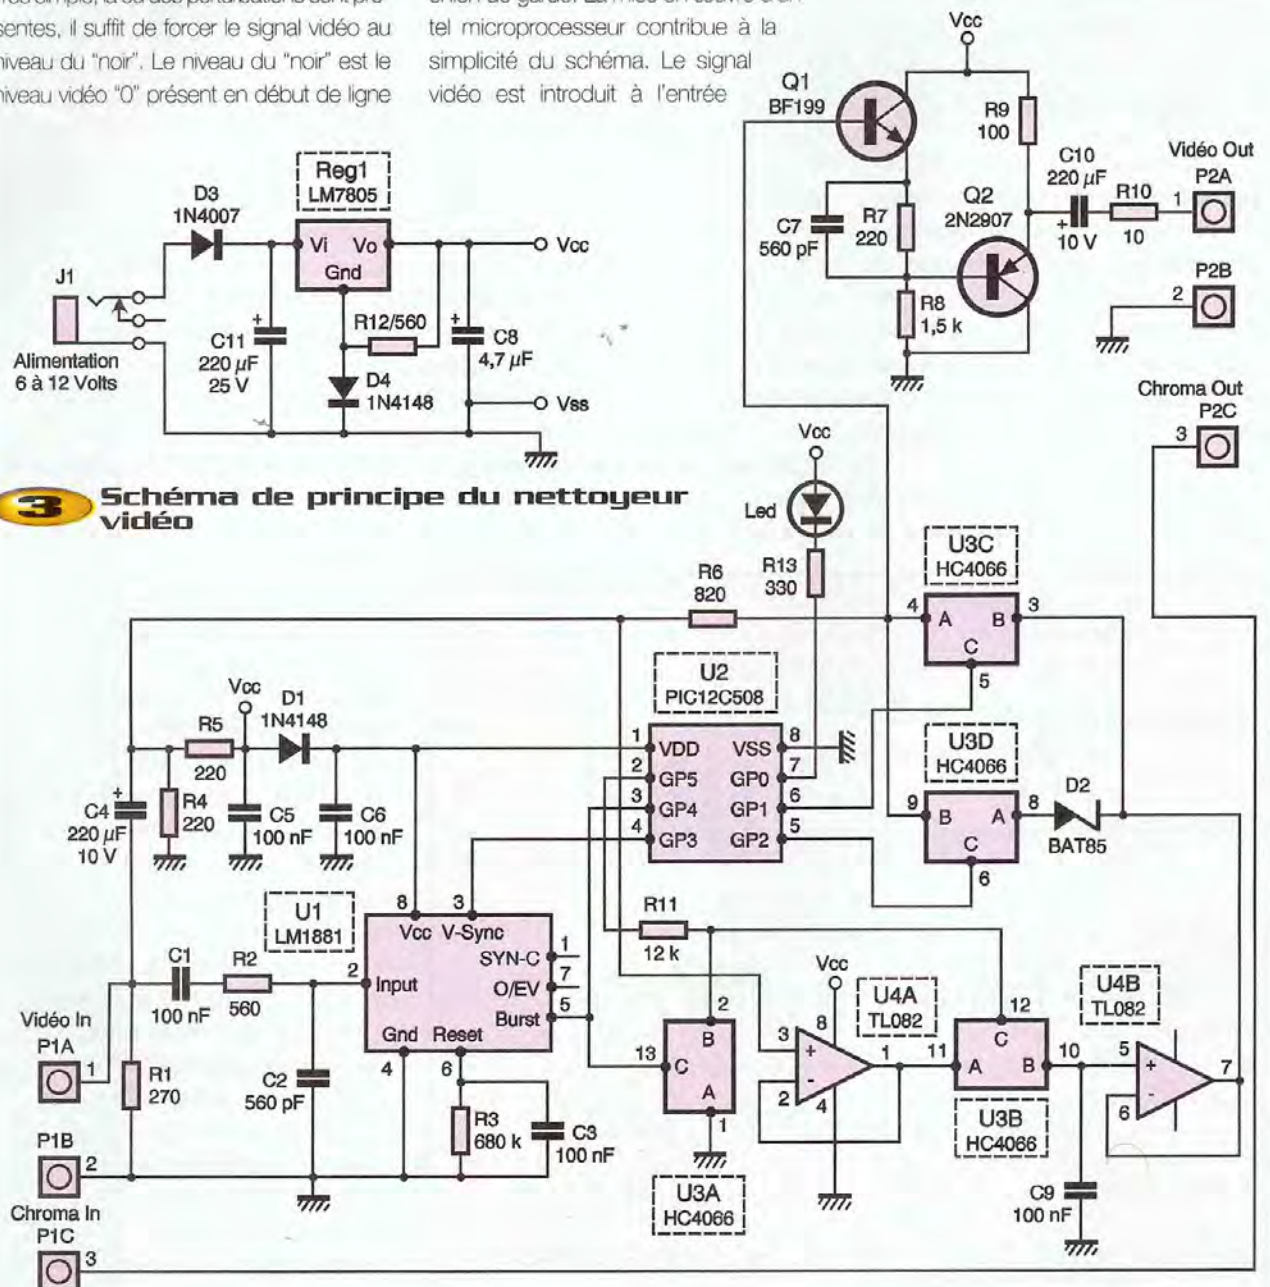 simple, là où des perturbations sont pré-
sentes, il suffit de forcer le signal vidéo au
niveau du "noir". Le niveau du "noir" est le
niveau vidéo "0" présent en début de ligne
tel microprocesseur contribue à la
simplicité du schéma. Le signal
vidéo est introduit à l'entrée
Vcc
Q1
BF199
R9
100
C10
220 µF
10 V
+
R10
10
Vidéo Out
P2A
1
C7
560 pF
R7
220
Q2
2N2907
R8
1,5 k
P2B
2
Chroma Out
P2C
3
Reg1
LM7805
D3
1N4007
Vi
Vo
Gnd
Vcc
J1
Alimentation
6 à 12 Volts
+
C11
220 µF
25 V
R12/560
+
C8
4,7 µF
D4
1N4148
Vss
3 Schéma de principe du nettoyeur
vidéo
Vcc
Led
R13
330
R6
820
U3C
HC4066
4
A
B
3
C
5
U2
PIC12C508
1
VDD
VSS
8
2
GP5
GP0
7
3
GP4
GP1
6
4
GP3
GP2
5
U3D
HC4066
9
B
A
8
C
6
D2
BAT85
Vcc
D1
1N4148
R5
220
+
C4
220 µF
10 V
R4
220
C5
100 nF
C6
100 nF
U1
LM1881
8
3
Vcc
V-Sync
SYN-C
1
2
Input
O/EV
7
Burst
5
Gnd
Reset
4
6
C1
100 nF
R2
560
Vidéo In
P1A
1
R1
270
C2
560 pF
R3
680 k
C3
100 nF
P1B
2
Chroma In
P1C
3
R11
12 k
2
B
13
C
A
1
U3A
HC4066
Vcc
3
+
8
2
-
4
1
U4A
TL082
12
C
11
A
B
10
U3B
HC4066
U4B
TL082
5
+
6
-
7
C9
100 nF